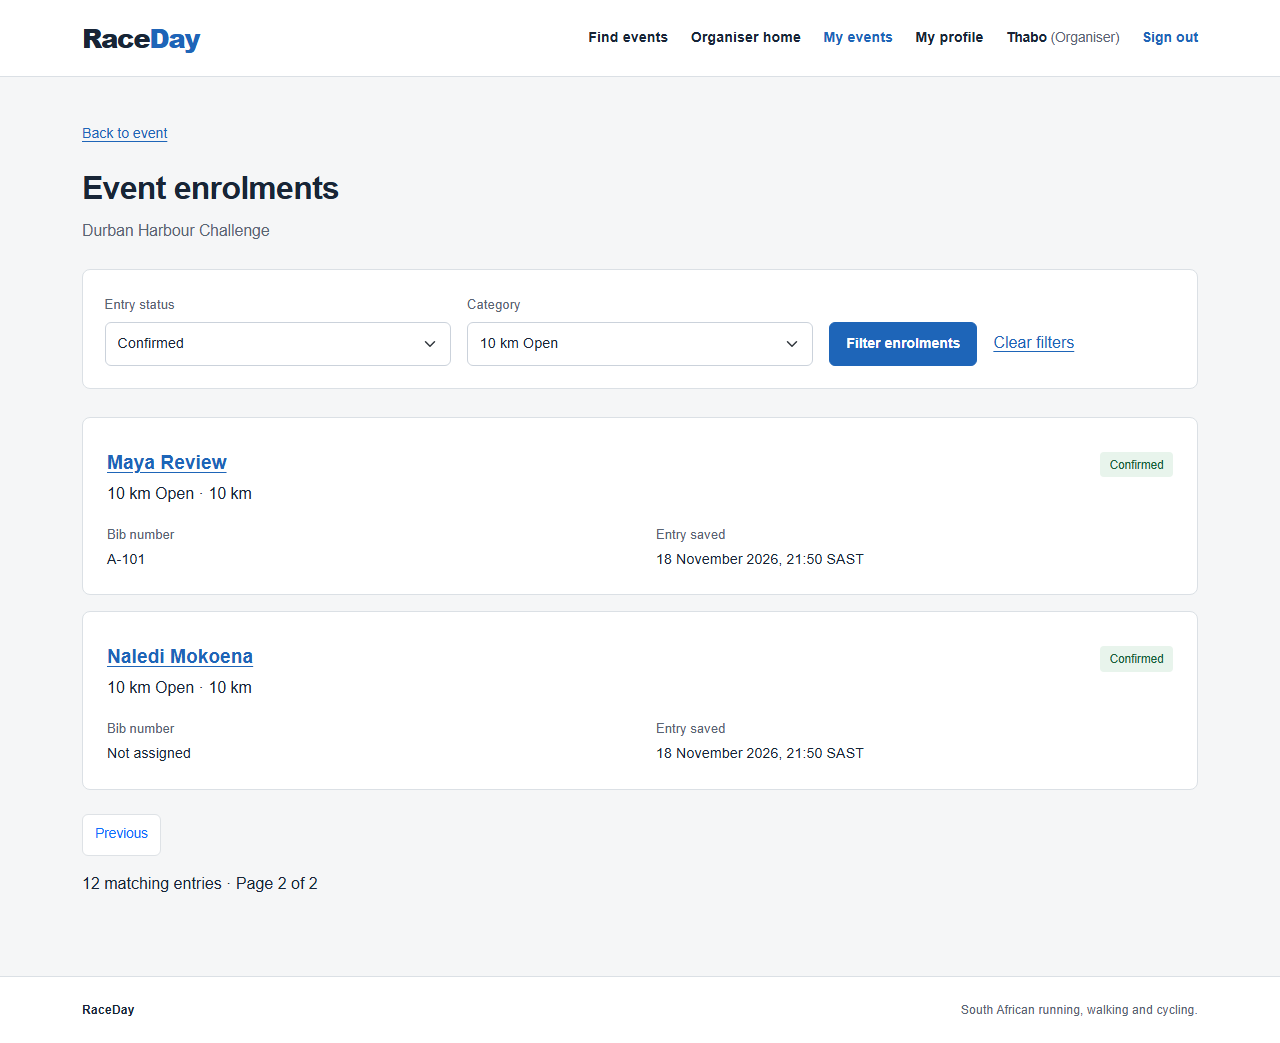 RaceDay
Find events Organiser home My events My profile Thabo (Organiser) Sign out
Back to event
Event enrolments
Durban Harbour Challenge
Entry status Category
Confirmed 10 km Open Filter enrolments Clear filters
Maya Review Confirmed
10 km Open · 10 km
Bib number Entry saved
A-101 18 November 2026, 21:50 SAST
Naledi Mokoena Confirmed
10 km Open · 10 km
Bib number Entry saved
Not assigned 18 November 2026, 21:50 SAST
Previous
12 matching entries · Page 2 of 2
RaceDay South African running, walking and cycling.